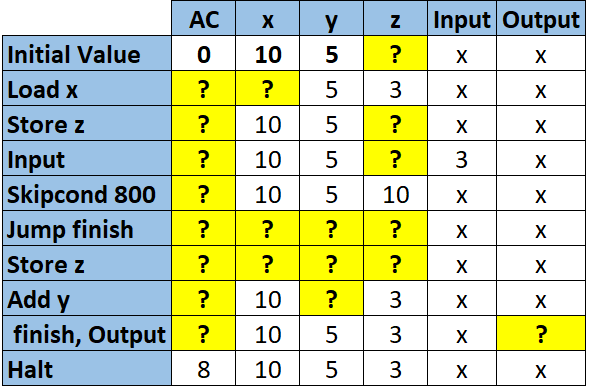 AC x y z Input Output
Initial Value 0 10 5 ? x x
Load x ? ? 5 3 x x
Store z ? 10 5 ? x x
Input ? 10 5 ? 3 x
Skipcond 800 ? 10 5 10 x x
Jump finish ? ? ? ? x x
Store z ? ? ? ? x x
Add y ? 10 ? 3 x x
finish, Output ? 10 5 3 x ?
Halt 8 10 5 3 x x